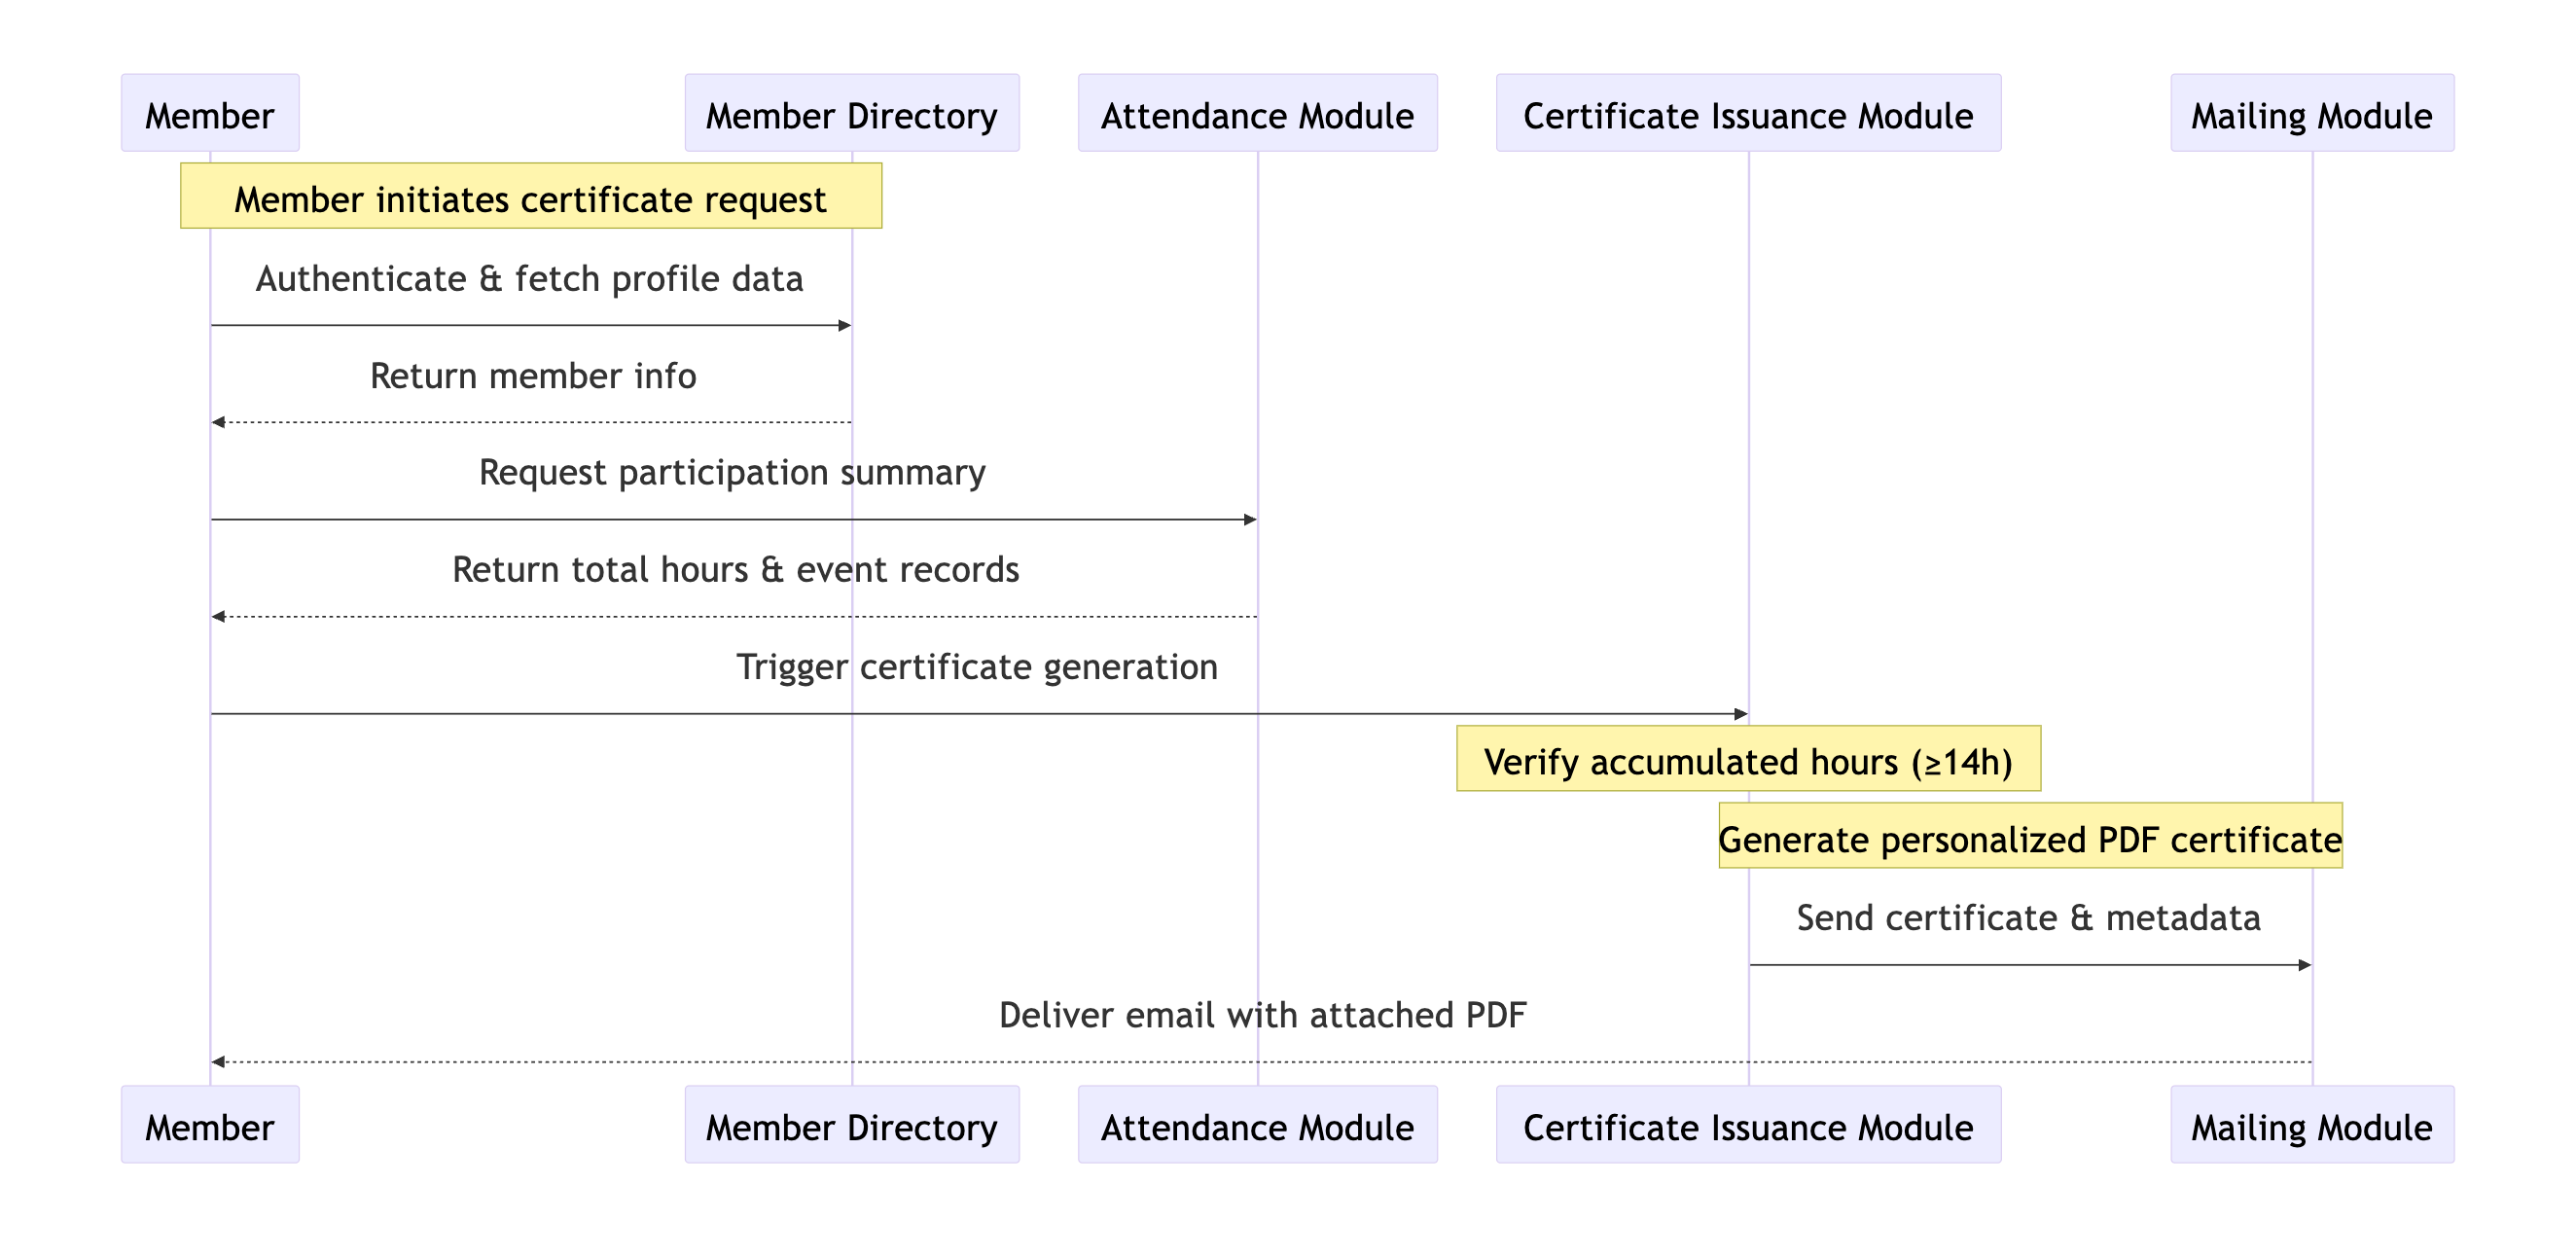 Member
Member Directory
Attendance Module
Certificate Issuance Module
Mailing Module
Member initiates certificate request
Authenticate & fetch profile data
Return member info
Request participation summary
Return total hours & event records
Trigger certificate generation
Verify accumulated hours (≥14h)
Generate personalized PDF certificate
Send certificate & metadata
Deliver email with attached PDF
Member
Member Directory
Attendance Module
Certificate Issuance Module
Mailing Module